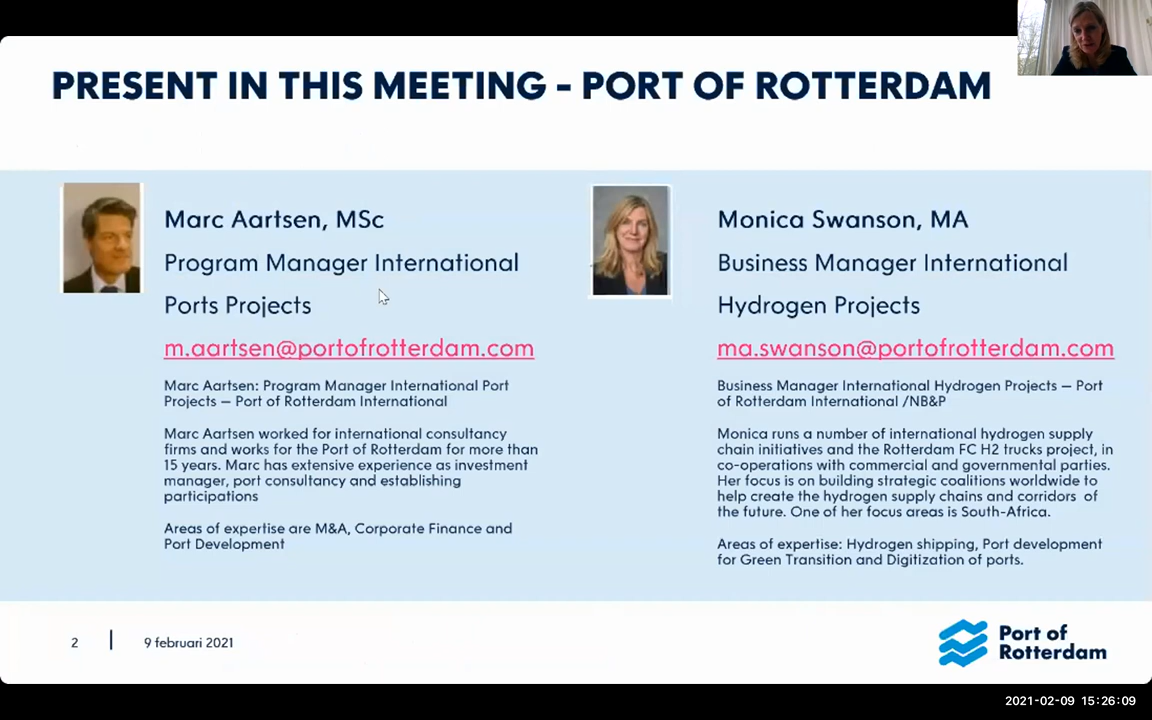 PRESENT IN THIS MEETING - PORT OF ROTTERDAM
Marc Aartsen, MSc
Program Manager International
Ports Projects
m.aartsen@portofrotterdam.com
Marc Aartsen: Program Manager International Port
Projects – Port of Rotterdam International
Marc Aartsen worked for international consultancy
firms and works for the Port of Rotterdam for more than
15 years. Marc has extensive experience as investment
manager, port consultancy and establishing
participations
Areas of expertise are M&A, Corporate Finance and
Port Development
Monica Swanson, MA
Business Manager International
Hydrogen Projects
ma.swanson@portofrotterdam.com
Business Manager International Hydrogen Projects – Port
of Rotterdam International /NB&P
Monica runs a number of international hydrogen supply
chain initiatives and the Rotterdam FC H2 trucks project, in
co-operations with commercial and governmental parties.
Her focus is on building strategic coalitions worldwide to
help create the hydrogen supply chains and corridors of
the future. One of her focus areas is South-Africa.
Areas of expertise: Hydrogen shipping, Port development
for Green Transition and Digitization of ports.
2
9 februari 2021
Port of
Rotterdam
2021-02-09 15:26:09